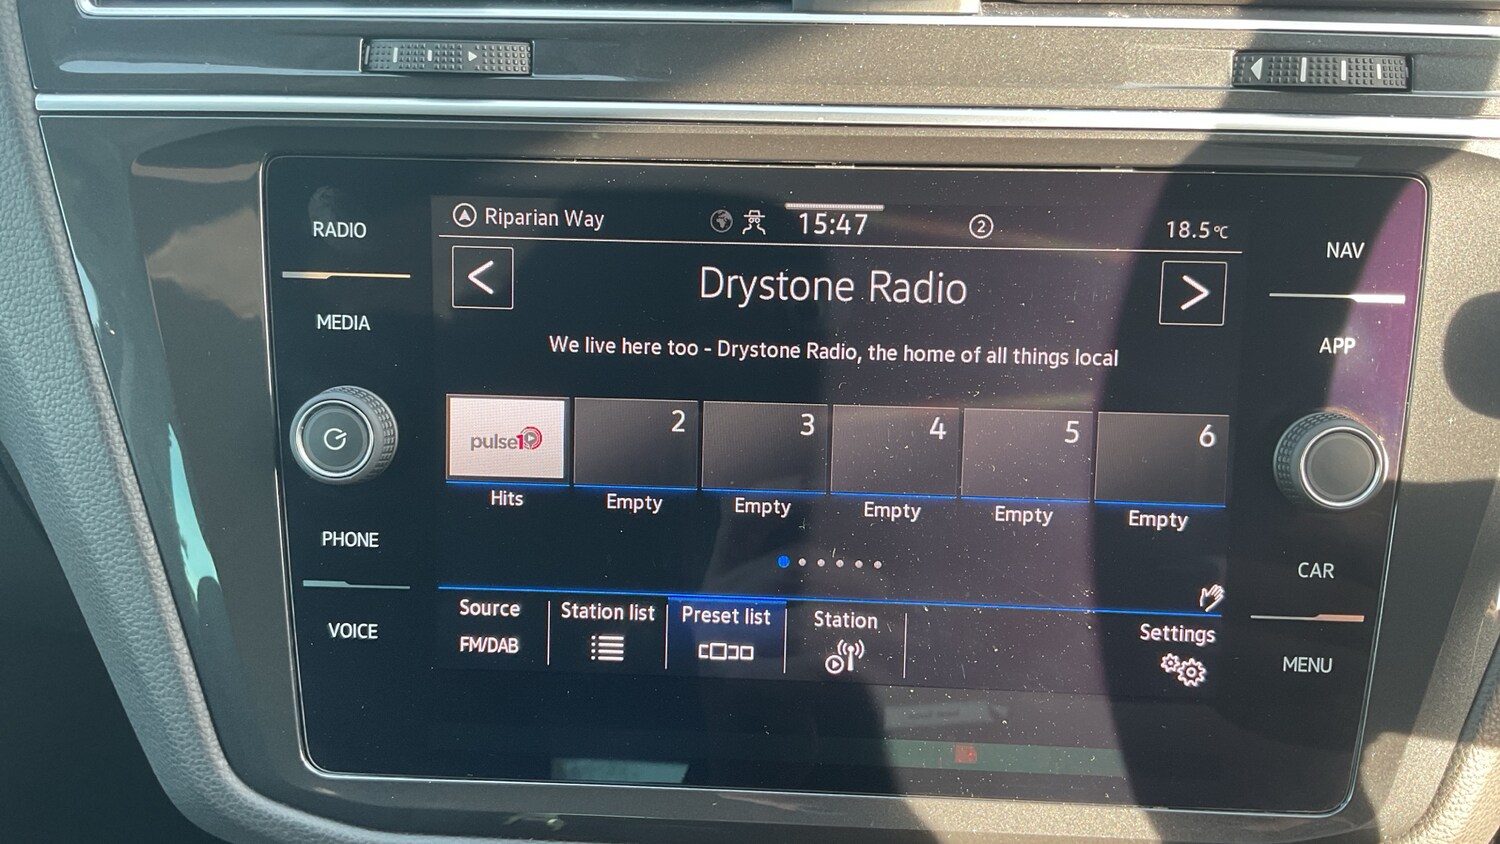 RADIO
MEDIA
PHONE
VOICE
Riparian Way
15:47
2
18.5°C
Drystone Radio
We live here too - Drystone Radio, the home of all things local
pulse1
2
3
4
5
6
Hits
Empty
Empty
Empty
Empty
Empty
Source
FM/DAB
Station list
Preset list
Station
Settings
NAV
APP
CAR
MENU